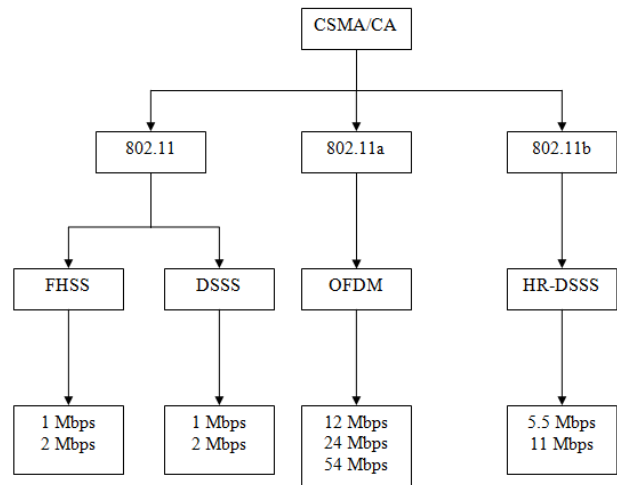 CSMA/CA
802.11
802.11a
802.11b
FHSS
DSSS
OFDM
HR-DSSS
1 Mbps
2 Mbps
1 Mbps
2 Mbps
12 Mbps
24 Mbps
54 Mbps
5.5 Mbps
11 Mbps